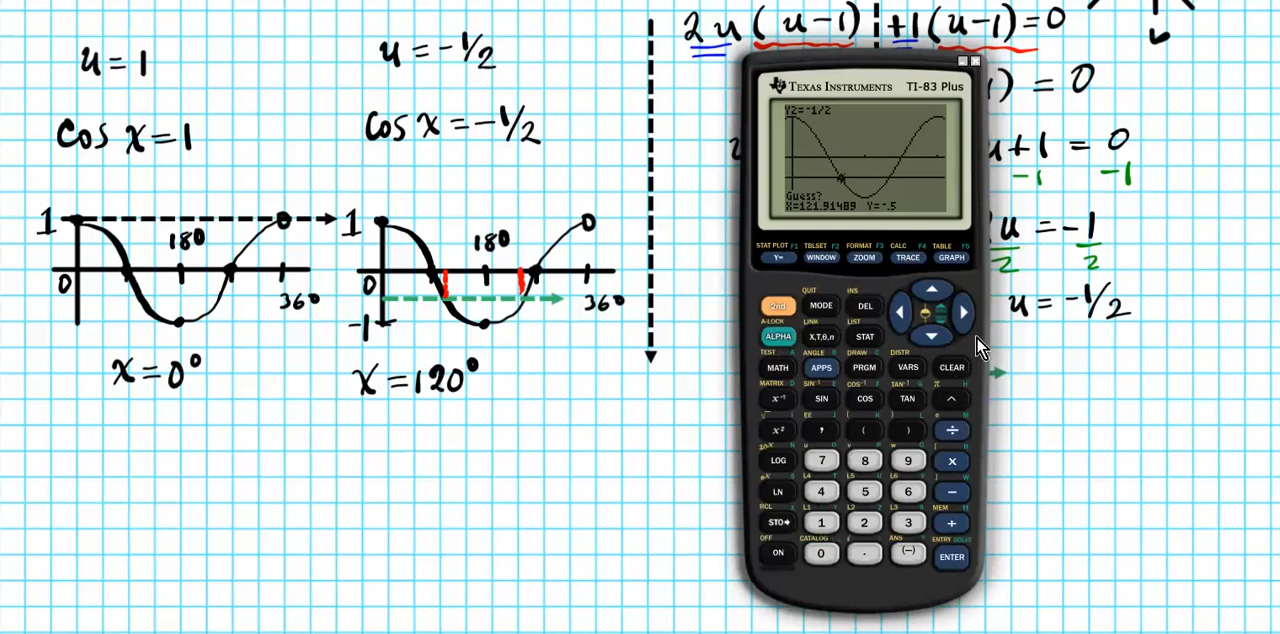 u = 1
cos x = 1
1
180
0
360
x = 0°
u = -1/2
cos x = -1/2
1
180
0
360
-1
x = 120°
2u(u-1) +1(u-1) = 0
1) = 0
u+1 = 0
-1 -1
2u = -1
2 2
u = -1/2
TEXAS INSTRUMENTS TI-83 Plus
Y2=-1/2
Guess?
X=121.91489 Y=-.5
STAT PLOT F1 TBLSET F2 FORMAT F3 CALC F4 TABLE F5
Y= WINDOW ZOOM TRACE GRAPH
QUIT INS
2nd MODE DEL
A-LOCK LINK LIST
ALPHA X,T,θ,n STAT
TEST A ANGLE B DRAW C DISTR
MATH APPS PRGM VARS CLEAR
MATRIX D SIN⁻¹ E COS⁻¹ F TAN⁻¹ G π H
x⁻¹ SIN COS TAN ^
x² , ( ) ÷
LOG 7 8 9 ×
LN 4 5 6 −
RCL X L1 Y L2 Z L3 MEM "
STO➔ 1 2 3 +
OFF CATALOG ANS ? ENTRY SOLVE
ON 0 . (−) ENTER